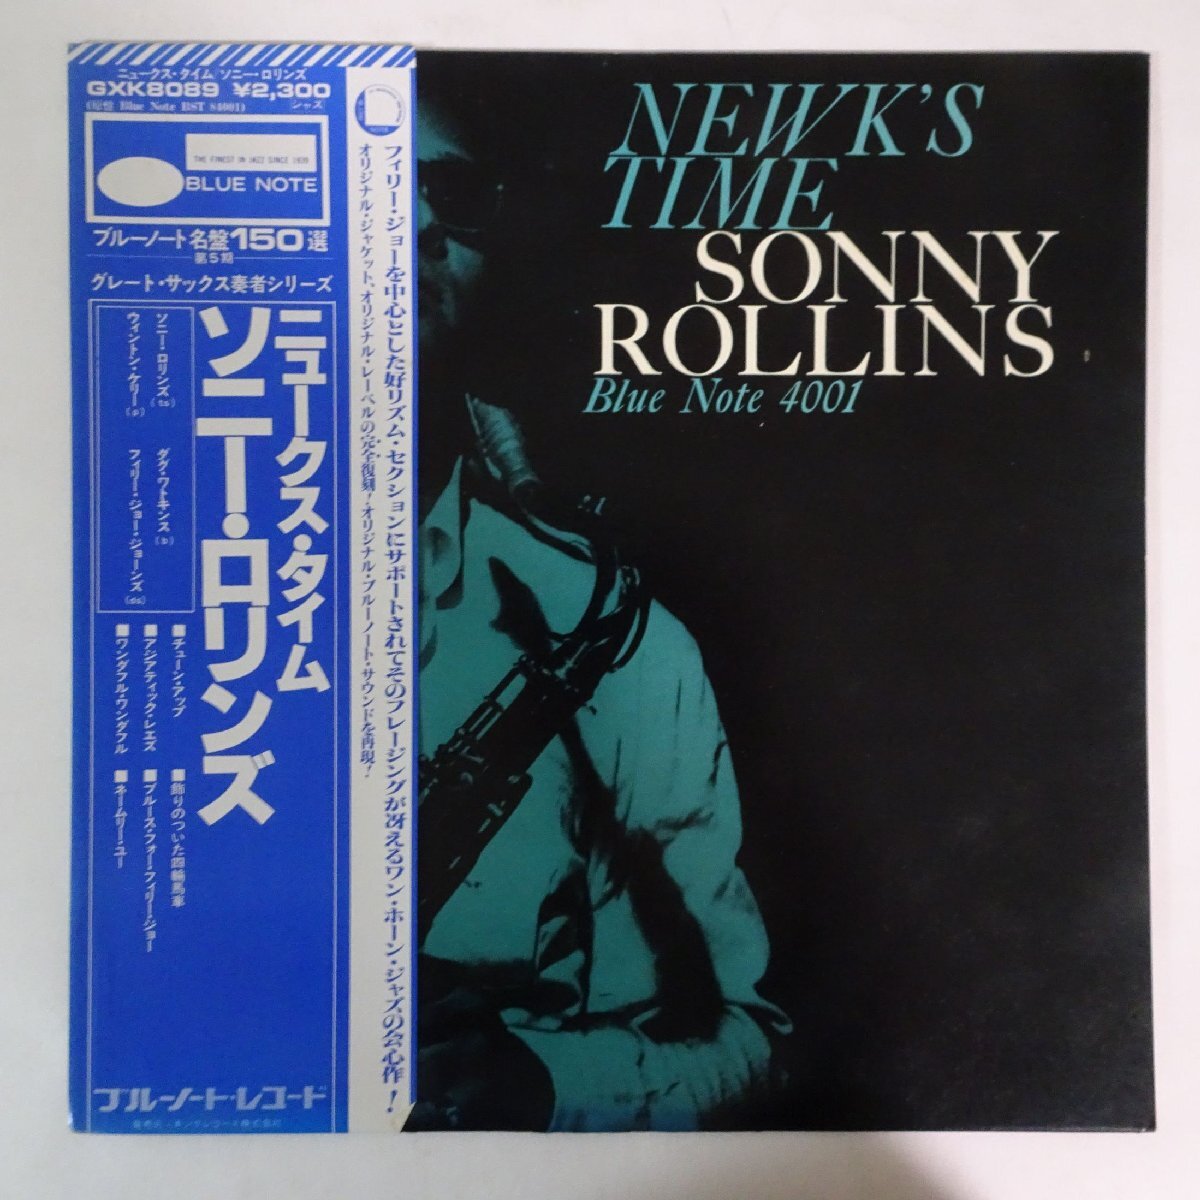 ニュークス・タイム/ソニー・ロリンズ
GXK8089 ¥2,300
(原盤 Blue Note BST 84001)
(ジャズ)
THE FINEST IN JAZZ SINCE 1939
BLUE NOTE
ブルーノート名盤150選
第5期
グレート・サックス奏者シリーズ
ニュークス・タイム
ソニー・ロリンズ
ソニー・ロリンズ(ts)
ダグ・ワトキンス(b)
ウィントン・ケリー(p)
フィリー・ジョー・ジョーンズ(ds)
■チューン・アップ
■飾りのついた四輪馬車
■アジアティック・レエズ
■ブルース・フォー・フィリー・ジョー
■ワンダフル・ワンダフル
■ネームリー・ユー
ブルーノート・レコード
発売元・キングレコード株式会社
フィリー・ジョーを中心とした好リズム・セクションにサポートされてそのフレージングが冴えるワン・ホーン・ジャズの会心作!
オリジナル・ジャケット、オリジナル・レーベルの完全復刻!オリジナル・ブルーノート・サウンドを再現!
NEWK'S
TIME
SONNY
ROLLINS
Blue Note 4001